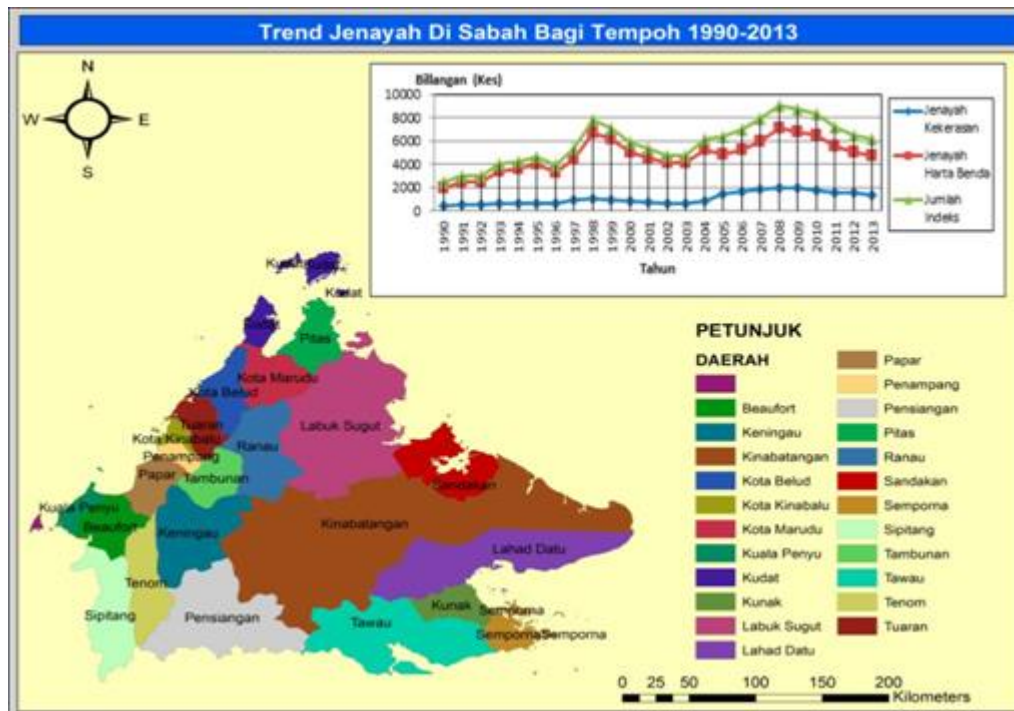 Trend Jenayah Di Sabah Bagi Tempoh 1990-2013
N
W
E
S
Billangan (Kes)
10000
8000
6000
4000
2000
0
1990 1991 1992 1993 1994 1995 1996 1997 1998 1999 2000 2001 2002 2003 2004 2005 2006 2007 2008 2009 2010 2011 2012 2013
Tahun
Jenayah
Kekerasan
Jenayah
Harta Benda
Jumlah
Indeks
Kudat
Kudat
Pitas
Kota Marudu
Kota Belud
Labuk Sugut
Tuaran
Kota Kinabalu
Ranau
Penampang
Papar
Tambunan
Sandakan
Kuala Penyu
Beaufort
Keningau
Kinabatangan
Lahad Datu
Tenom
Sipitang
Pensiangan
Tawau
Kunak
Semporna
Semporna
Semporna
PETUNJUK
DAERAH
Beaufort
Keningau
Kinabatangan
Kota Belud
Kota Kinabalu
Kota Marudu
Kuala Penyu
Kudat
Kunak
Labuk Sugut
Lahad Datu
Papar
Penampang
Pensiangan
Pitas
Ranau
Sandakan
Semporna
Sipitang
Tambunan
Tawau
Tenom
Tuaran
0 25 50 100 150 200
Kilometers